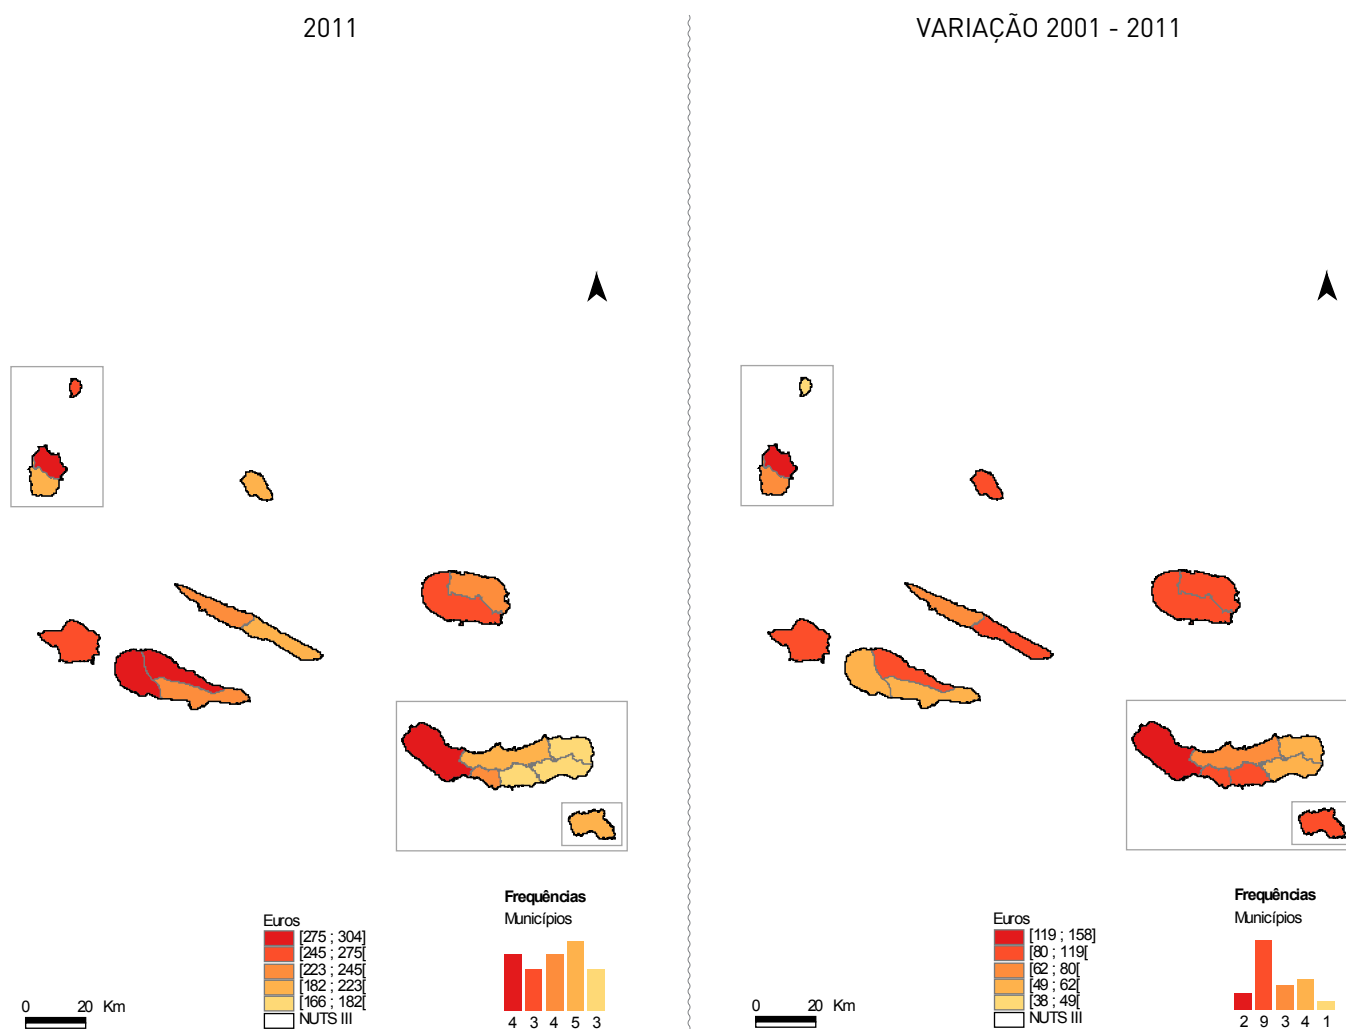 2011
VARIAÇÃO 2001 - 2011
Frequências
Municípios
Euros
[275 ; 304]
[245 ; 275[
[223 ; 245[
[182 ; 223[
[166 ; 182[
NUTS III
0 20 Km
4 3 4 5 3
Frequências
Municípios
Euros
[119 ; 158]
[80 ; 119[
[62 ; 80[
[49 ; 62[
[38 ; 49[
NUTS III
0 20 Km
2 9 3 4 1